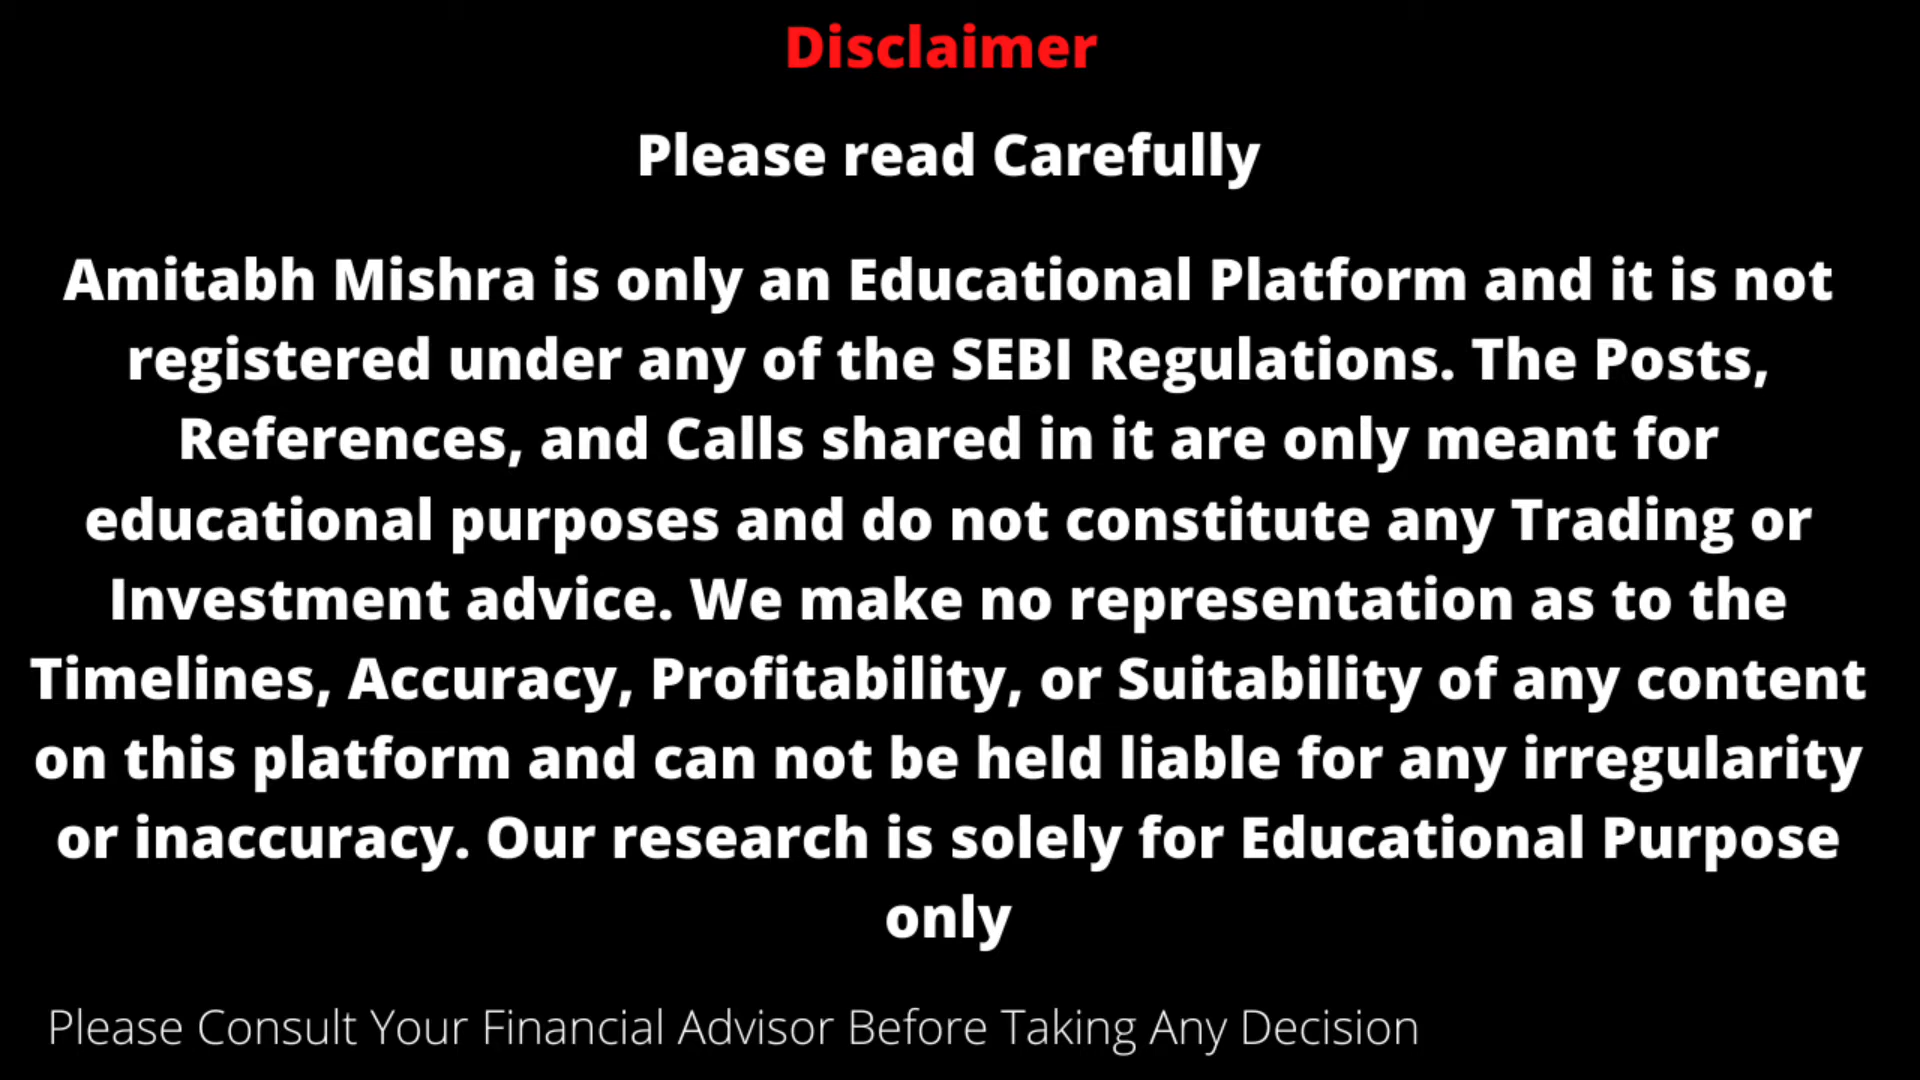 Disclaimer
Please read Carefully
Amitabh Mishra is only an Educational Platform and it is not
registered under any of the SEBI Regulations. The Posts,
References, and Calls shared in it are only meant for
educational purposes and do not constitute any Trading or
Investment advice. We make no representation as to the
Timelines, Accuracy, Profitability, or Suitability of any content
on this platform and can not be held liable for any irregularity
or inaccuracy. Our research is solely for Educational Purpose
only
Please Consult Your Financial Advisor Before Taking Any Decision